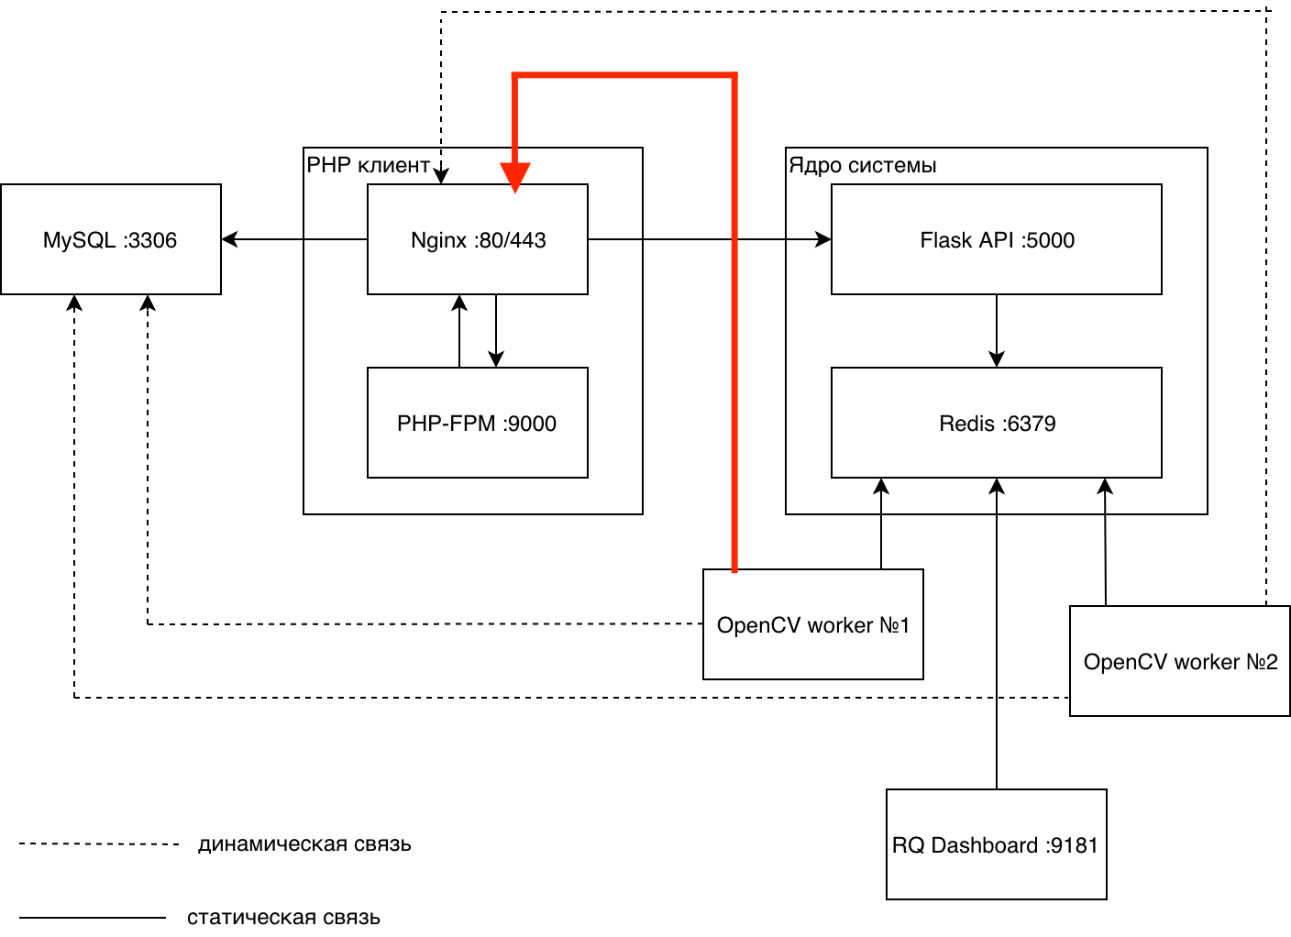 PHP клиент
Ядро системы
MySQL :3306
Nginx :80/443
Flask API :5000
PHP-FPM :9000
Redis :6379
OpenCV worker №1
OpenCV worker №2
RQ Dashboard :9181
динамическая связь
статическая связь